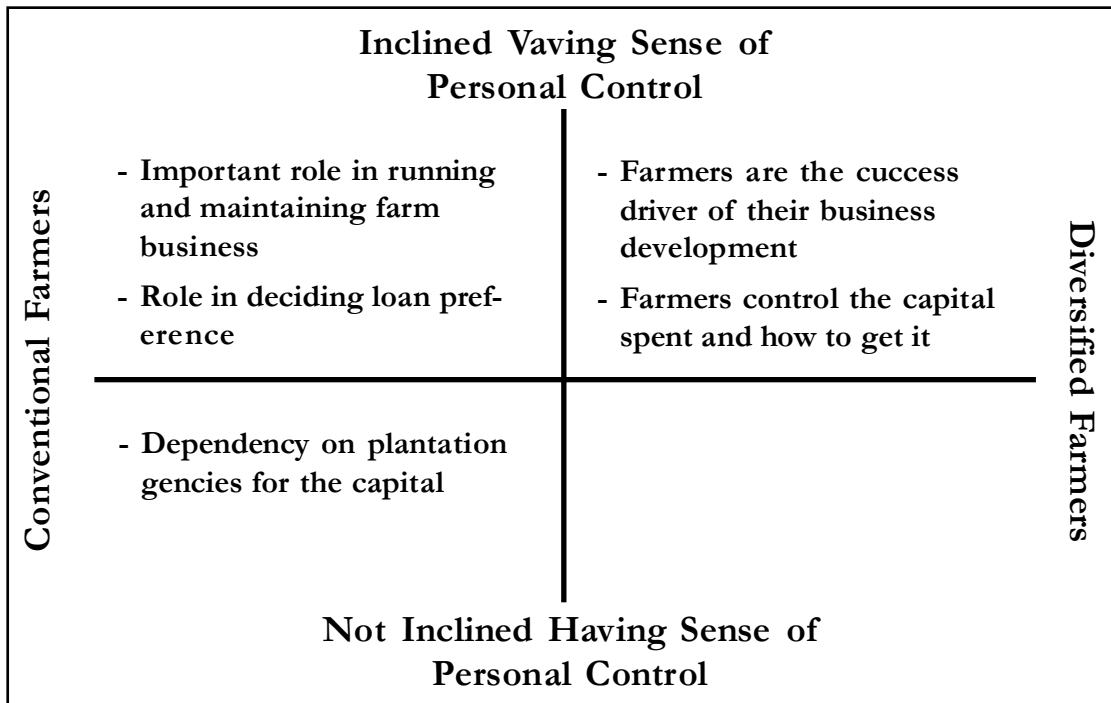 Inclined Vaving Sense of
Personal Control
Conventional Farmers
- Important role in running
and maintaining farm
business
- Role in deciding loan pref-
erence
- Farmers are the cuccess
driver of their business
development
- Farmers control the capital
spent and how to get it
Diversified Farmers
- Dependency on plantation
gencies for the capital
Not Inclined Having Sense of
Personal Control